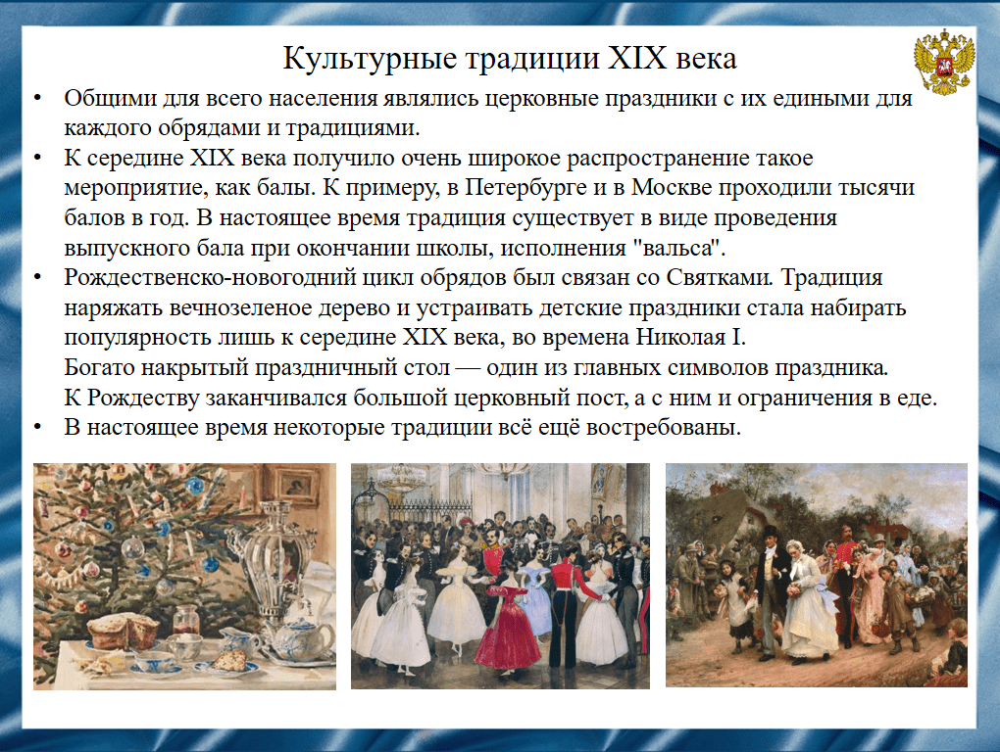 Культурные традиции XIX века
• Общими для всего населения являлись церковные праздники с их едиными для
каждого обрядами и традициями.
• К середине XIX века получило очень широкое распространение такое
мероприятие, как балы. К примеру, в Петербурге и в Москве проходили тысячи
балов в год. В настоящее время традиция существует в виде проведения
выпускного бала при окончании школы, исполнения "вальса".
• Рождественско-новогодний цикл обрядов был связан со Святками. Традиция
наряжать вечнозеленое дерево и устраивать детские праздники стала набирать
популярность лишь к середине XIX века, во времена Николая I.
Богато накрытый праздничный стол — один из главных символов праздника.
К Рождеству заканчивался большой церковный пост, а с ним и ограничения в еде.
• В настоящее время некоторые традиции всё ещё востребованы.